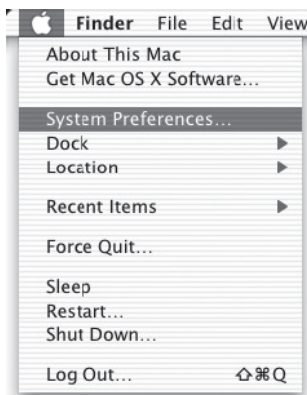 Finder File Edit View
About This Mac
Get Mac OS X Software...
System Preferences...
Dock
Location
Recent Items
Force Quit...
Sleep
Restart...
Shut Down...
Log Out... ⇧⌘Q